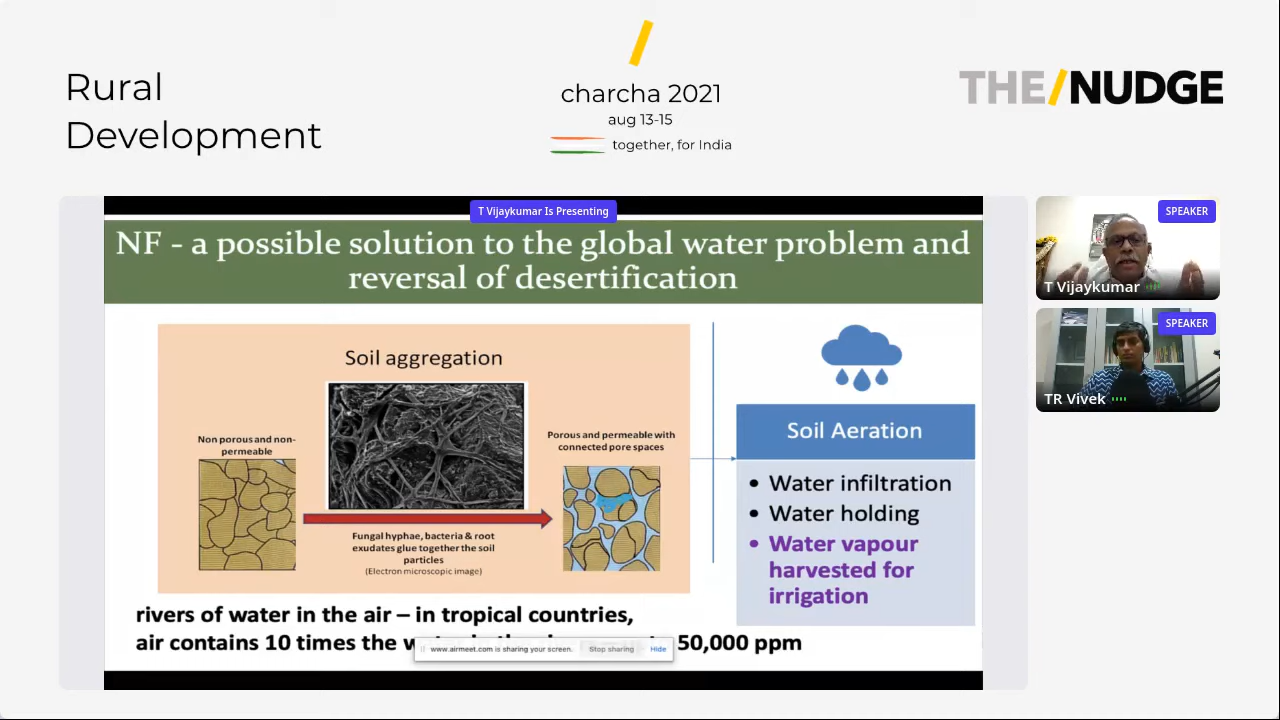 Rural
Development
charcha 2021
aug 13-15
together, for India
THE/NUDGE
T Vijaykumar Is Presenting
NF - a possible solution to the global water problem and
reversal of desertification
Soil aggregation
Non porous and non-
permeable
Porous and permeable with
connected pore spaces
Fungal hyphae, bacteria & root
exudates glue together the soil
particles
(Electron microscopic image)
Soil Aeration
• Water infiltration
• Water holding
• Water vapour
harvested for
irrigation
rivers of water in the air – in tropical countries,
air contains 10 times the 50,000 ppm
www.airmeet.com is sharing your screen. Stop sharing Hide
SPEAKER
T Vijaykumar
SPEAKER
TR Vivek